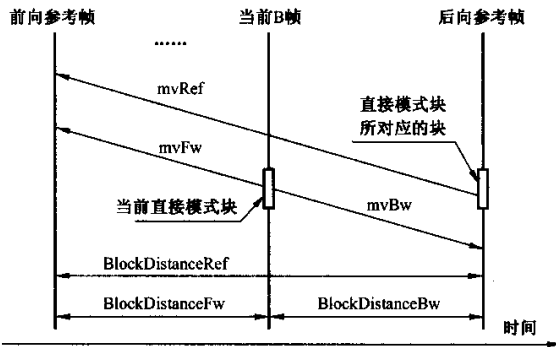 前向参考帧
当前B帧
后向参考帧
......
mvRef
直接模式块
所对应的块
mvFw
当前直接模式块
mvBw
BlockDistanceRef
BlockDistanceFw
BlockDistanceBw
时间